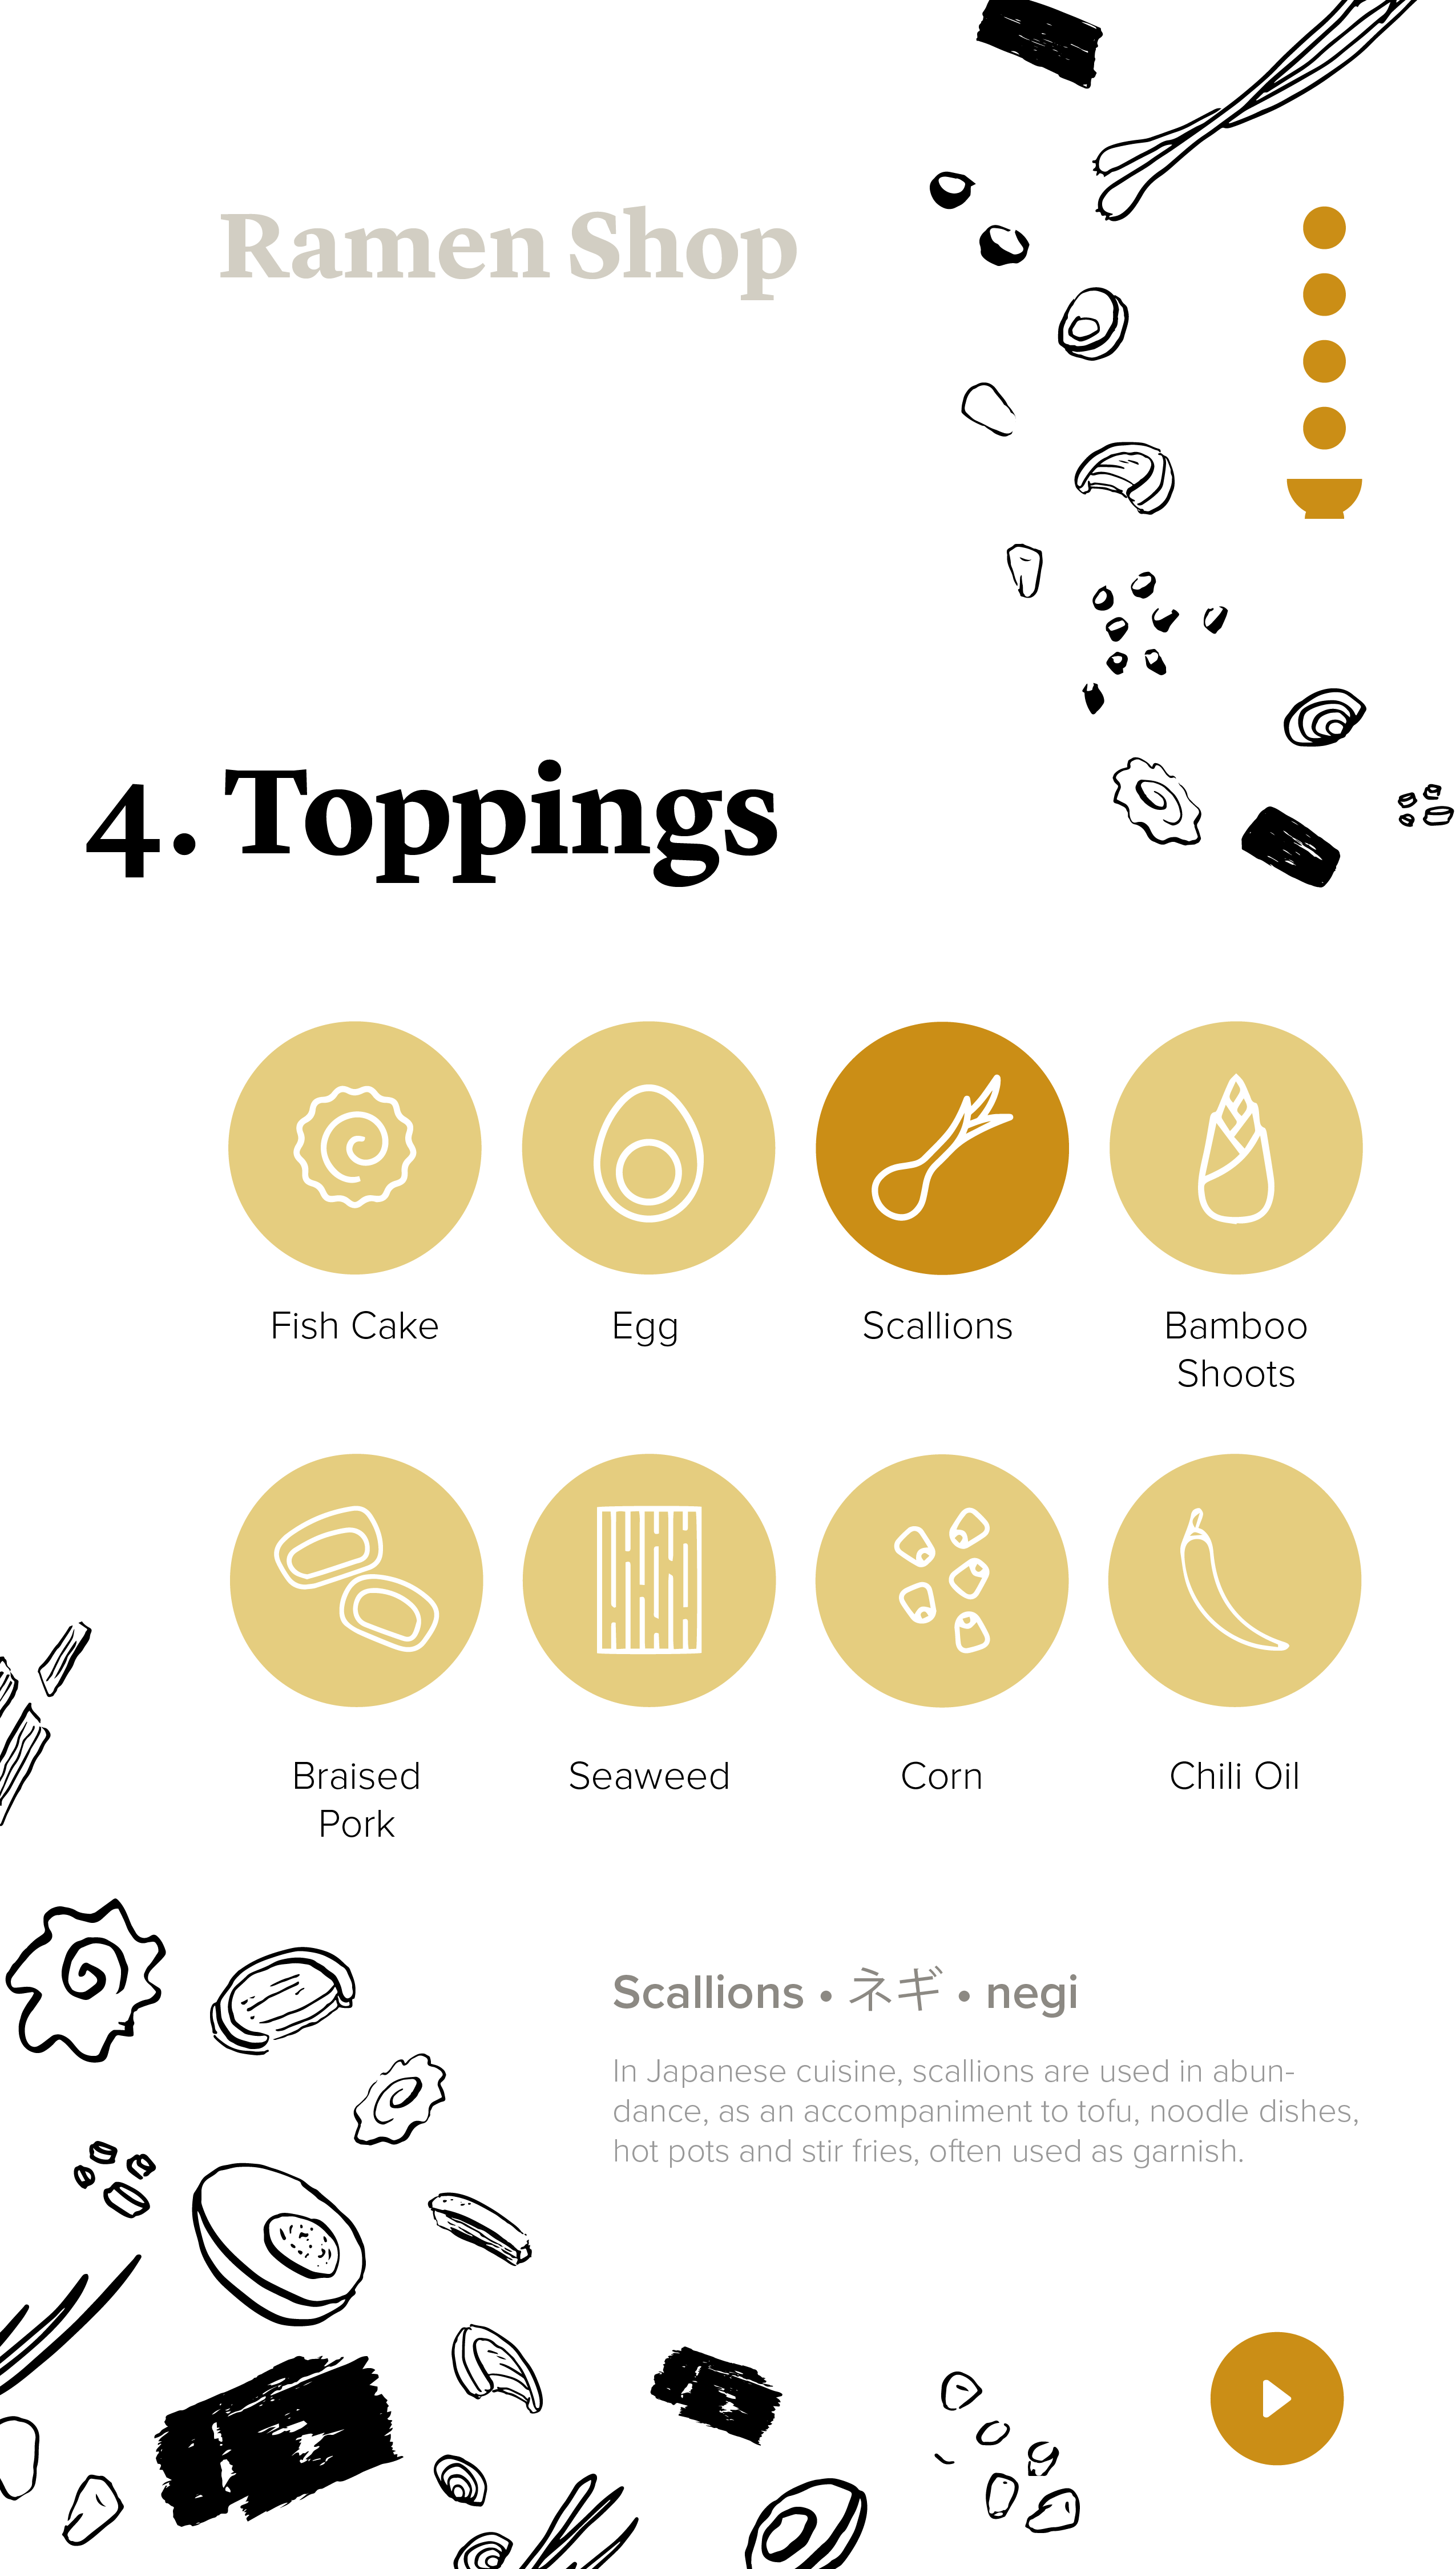 Ramen Shop
4. Toppings
Fish Cake
Egg
Scallions
Bamboo
Shoots
Braised
Pork
Seaweed
Corn
Chili Oil
Scallions • ネギ • negi
In Japanese cuisine, scallions are used in abun-
dance, as an accompaniment to tofu, noodle dishes,
hot pots and stir fries, often used as garnish.